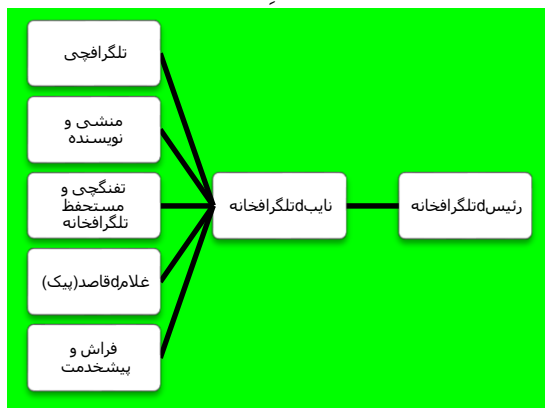 رئیسdتلگرافخانه
نایبdتلگرافخانه
تلگرافچی
منشی و
نویسنده
تفنگچی و
مستحفظ
تلگرافخانه
غلامdقاصد(پیک)
فراش و
پیشخدمت